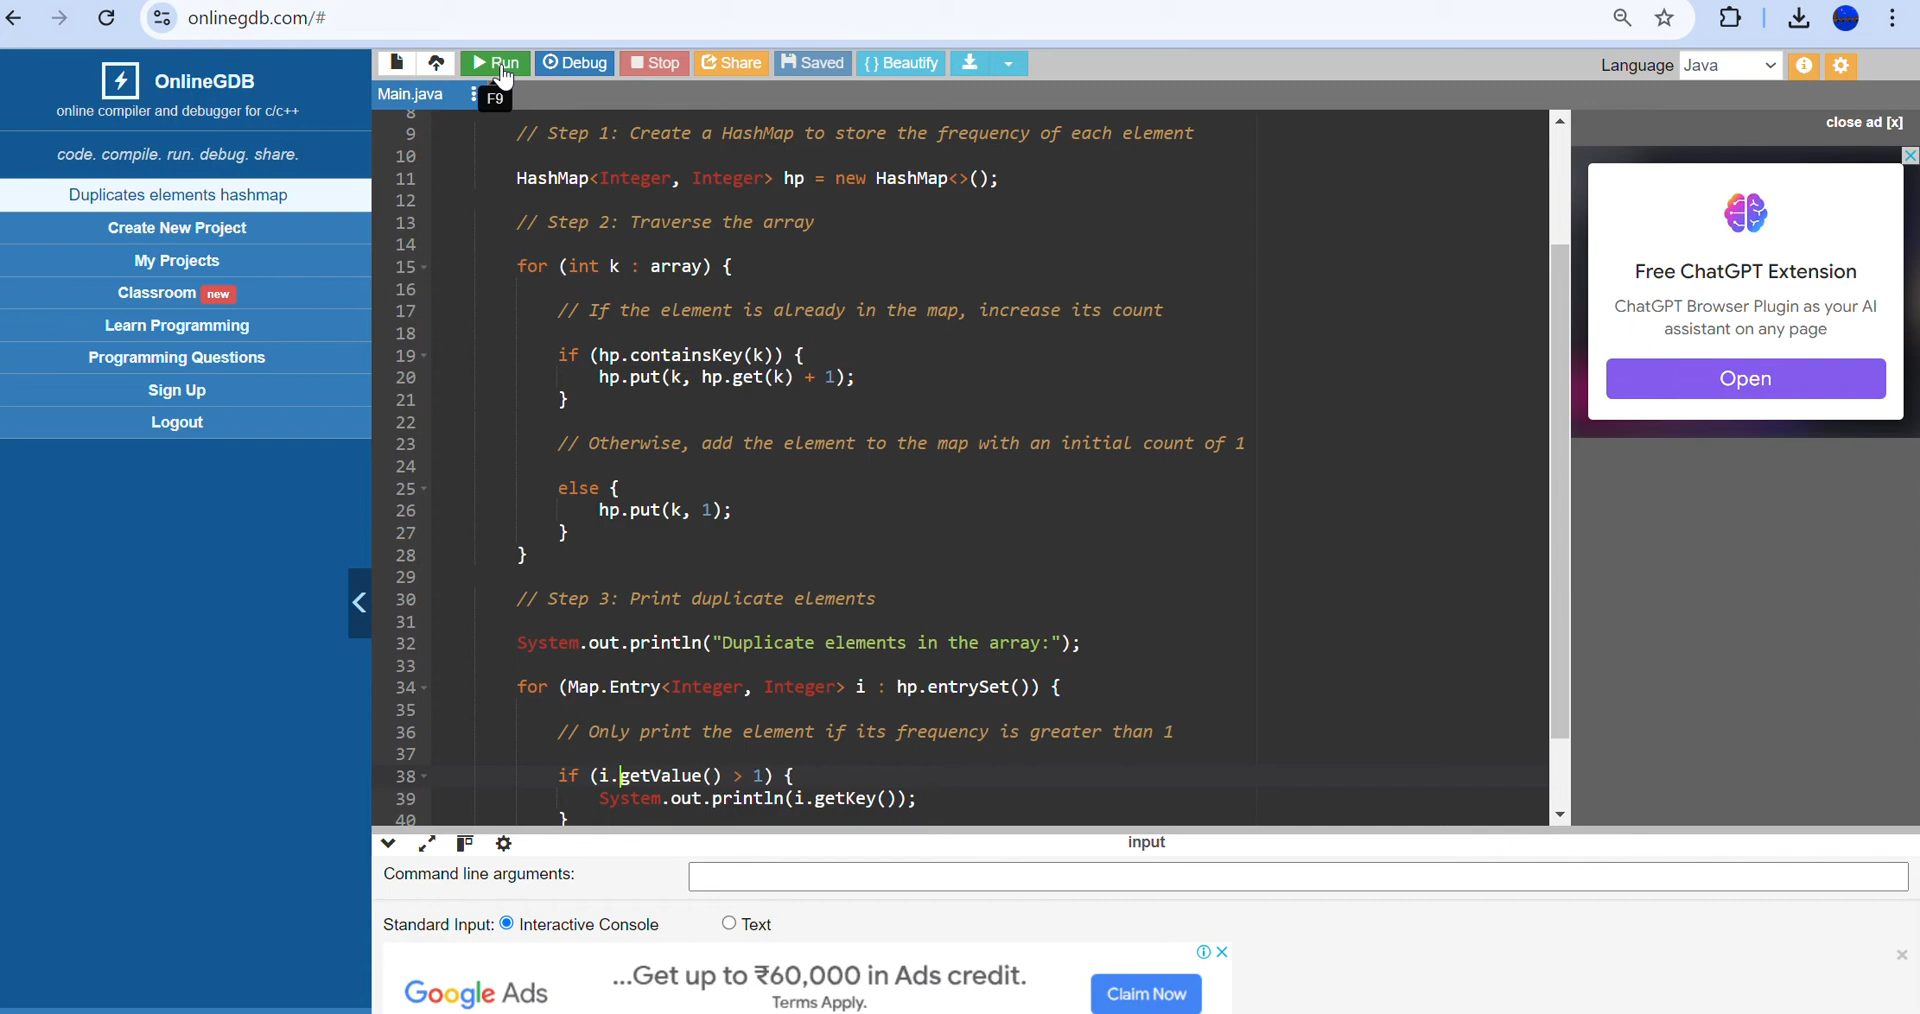 onlinegdb.com/#
OnlineGDB
online compiler and debugger for c/c++
code. compile. run. debug. share.
Duplicates elements hashmap
Create New Project
My Projects
Classroom new
Learn Programming
Programming Questions
Sign Up
Logout
Run Debug Stop Share Saved { } Beautify
Language Java
Main.java
F9
8
9 // Step 1: Create a HashMap to store the frequency of each element
10
11 HashMap<Integer, Integer> hp = new HashMap<>();
12
13 // Step 2: Traverse the array
14
15 for (int k : array) {
16
17 // If the element is already in the map, increase its count
18
19 if (hp.containsKey(k)) {
20 hp.put(k, hp.get(k) + 1);
21 }
22
23 // Otherwise, add the element to the map with an initial count of 1
24
25 else {
26 hp.put(k, 1);
27 }
28 }
29
30 // Step 3: Print duplicate elements
31
32 System.out.println("Duplicate elements in the array:");
33
34 for (Map.Entry<Integer, Integer> i : hp.entrySet()) {
35
36 // Only print the element if its frequency is greater than 1
37
38 if (i.getValue() > 1) {
39 System.out.println(i.getKey());
40 }
close ad [x]
Free ChatGPT Extension
ChatGPT Browser Plugin as your AI
assistant on any page
Open
input
Command line arguments:
Standard Input: Interactive Console Text
Google Ads
...Get up to ₹60,000 in Ads credit.
Terms Apply.
Claim Now